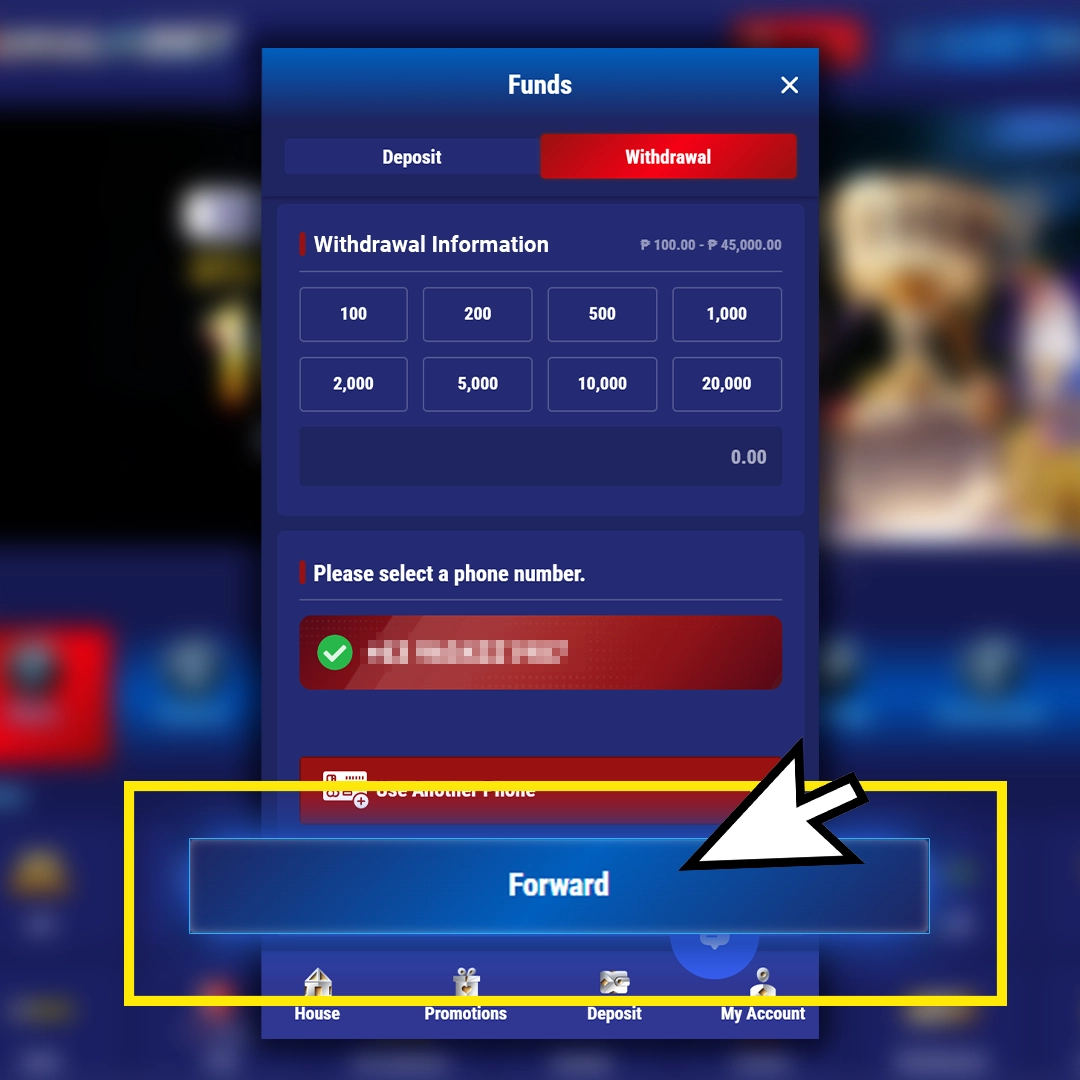 Funds
Deposit
Withdrawal
Withdrawal Information
₱ 100.00 - ₱ 45,000.00
100
200
500
1,000
2,000
5,000
10,000
20,000
0.00
Please select a phone number.
Use Another Phone
Forward
House
Promotions
Deposit
My Account